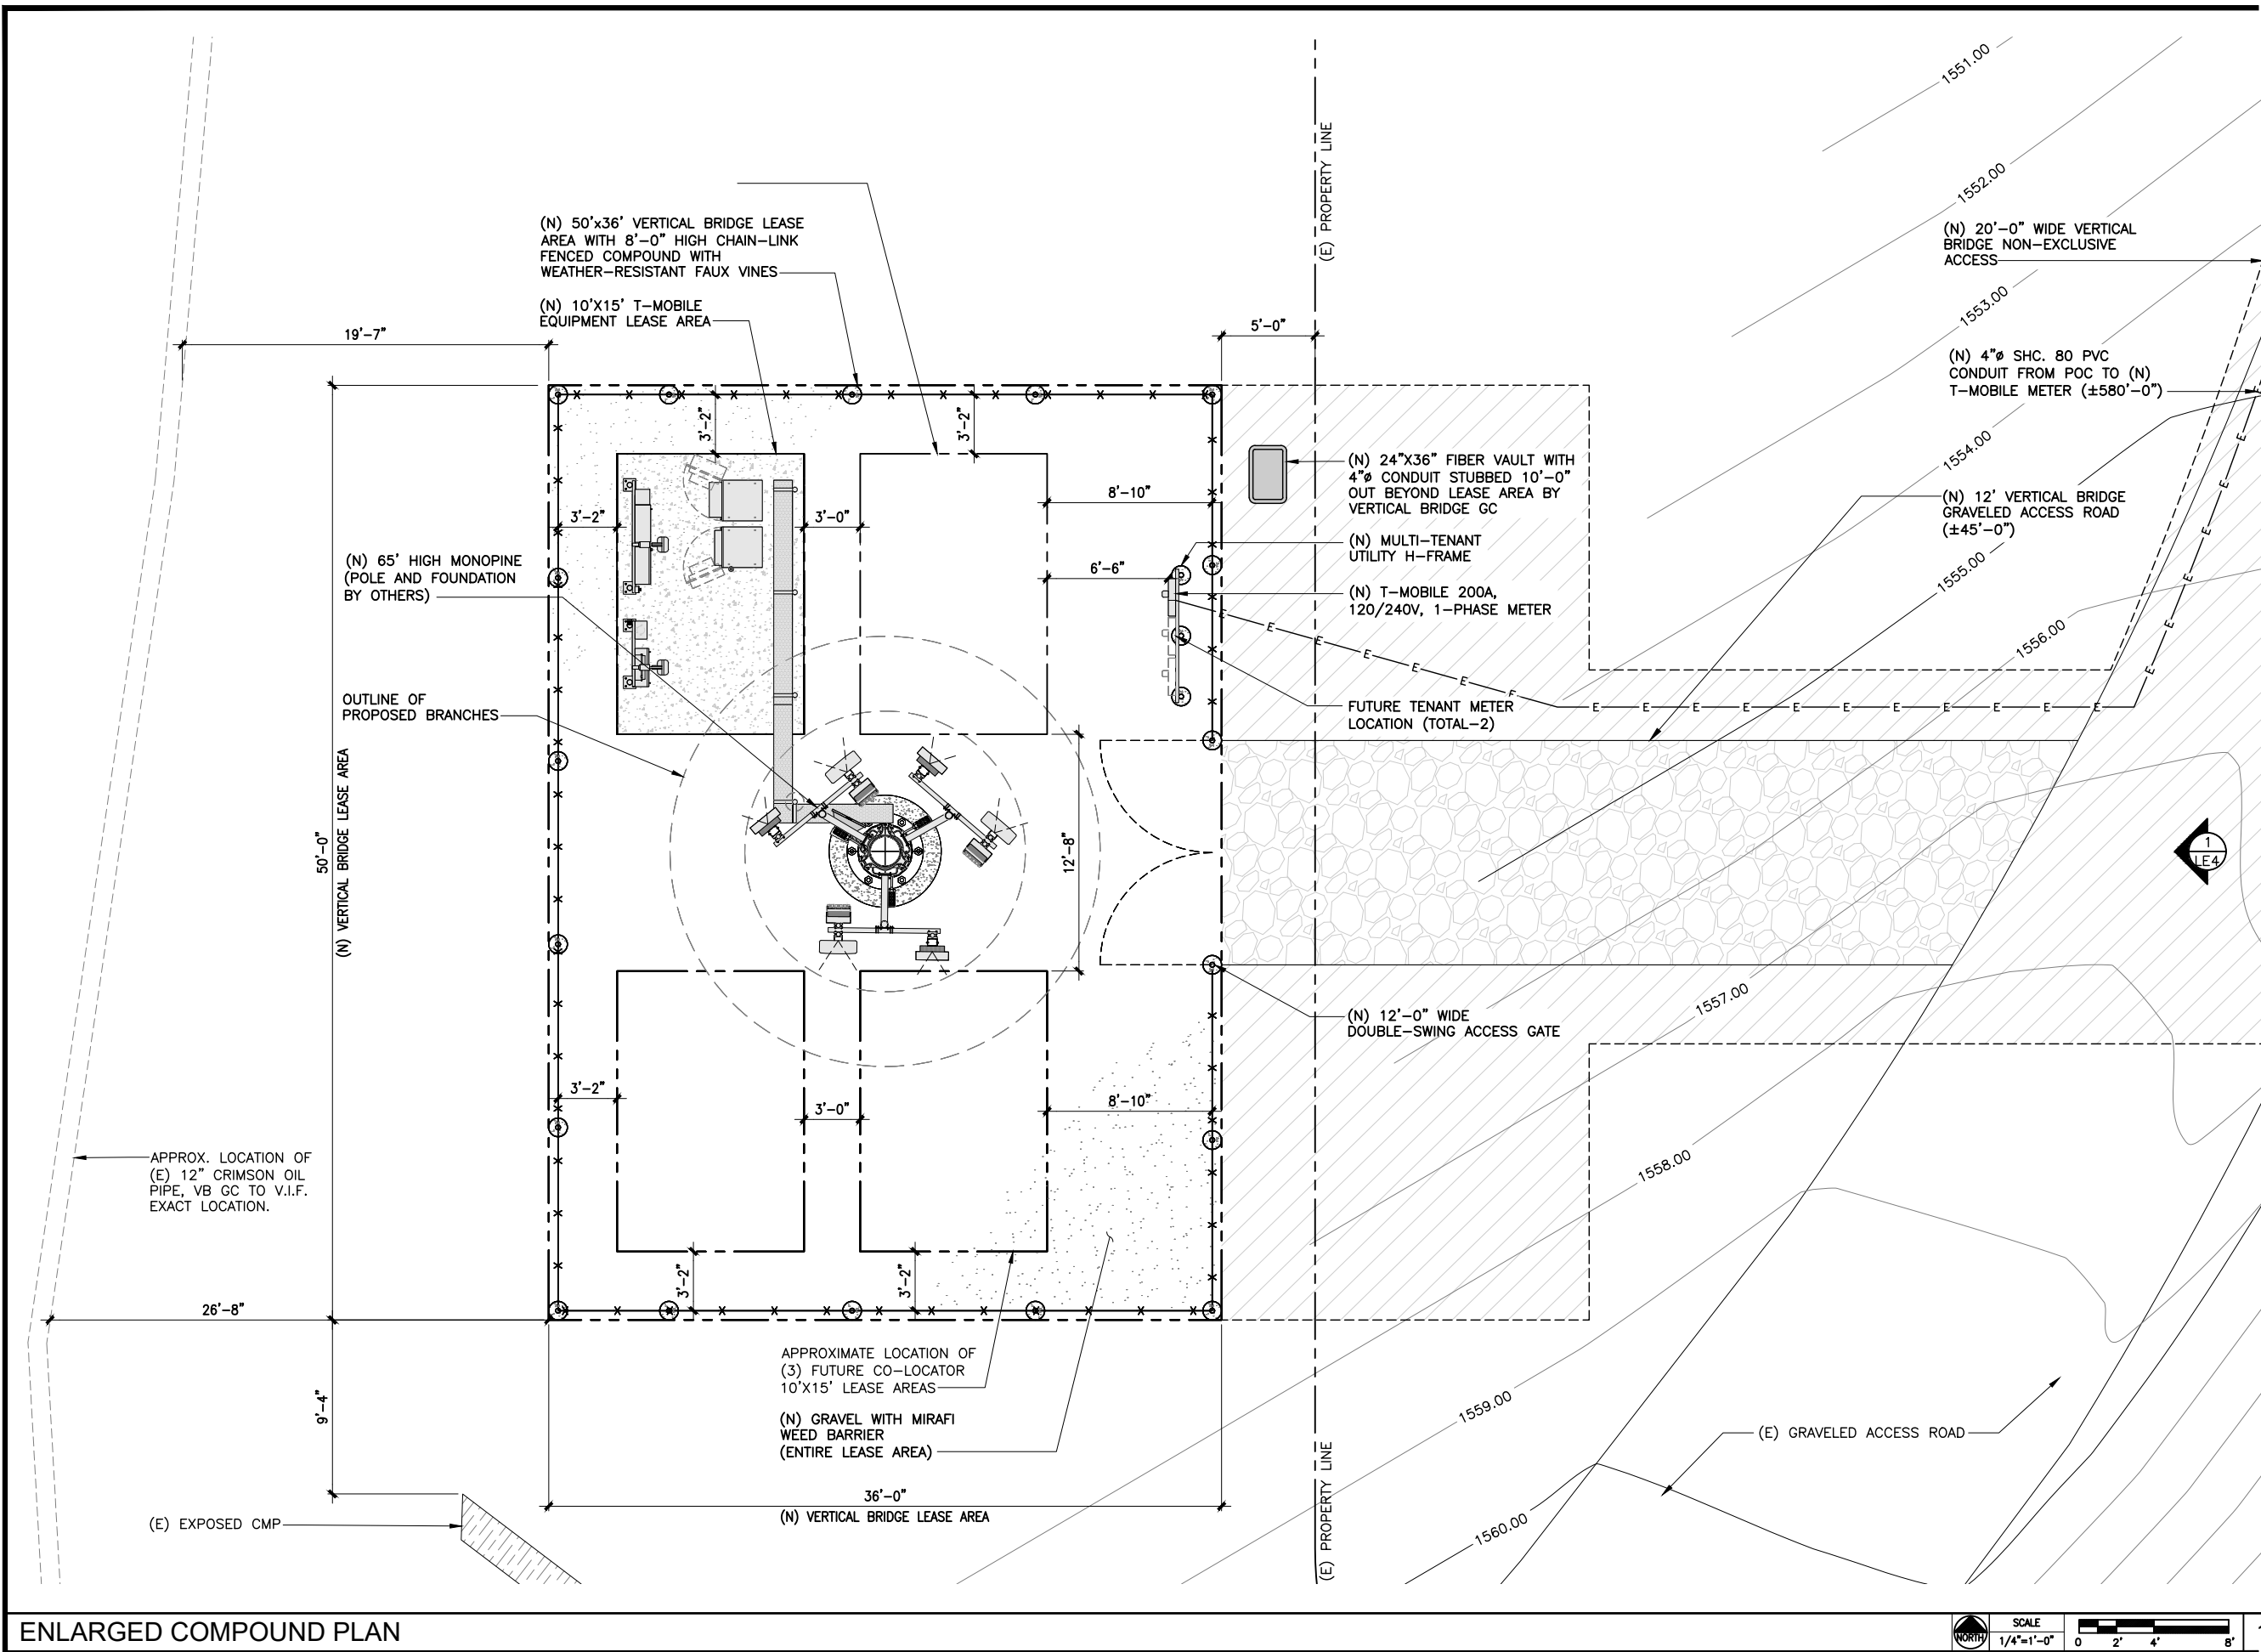 1551.00
1552.00
1553.00
1554.00
1555.00
1556.00
1557.00
1558.00
1559.00
1560.00
(E) PROPERTY LINE
(N) 50'x36' VERTICAL BRIDGE LEASE
AREA WITH 8'-0" HIGH CHAIN-LINK
FENCED COMPOUND WITH
WEATHER-RESISTANT FAUX VINES
(N) 10'X15' T-MOBILE
EQUIPMENT LEASE AREA
(N) 20'-0" WIDE VERTICAL
BRIDGE NON-EXCLUSIVE
ACCESS
19'-7"
5'-0"
(N) 4"ø SHC. 80 PVC
CONDUIT FROM POC TO (N)
T-MOBILE METER (±580'-0")
3'-2"
3'-2"
(N) 24"X36" FIBER VAULT WITH
4"ø CONDUIT STUBBED 10'-0"
OUT BEYOND LEASE AREA BY
VERTICAL BRIDGE GC
8'-10"
3'-2"
3'-0"
(N) 12' VERTICAL BRIDGE
GRAVELED ACCESS ROAD
(±45'-0")
(N) MULTI-TENANT
UTILITY H-FRAME
6'-6"
(N) 65' HIGH MONOPINE
(POLE AND FOUNDATION
BY OTHERS)
(N) T-MOBILE 200A,
120/240V, 1-PHASE METER
E E E E E E E
E E E E E E E E E E E
E E E E E E
OUTLINE OF
PROPOSED BRANCHES
FUTURE TENANT METER
LOCATION (TOTAL-2)
50'-0"
(N) VERTICAL BRIDGE LEASE AREA
12'-8"
1
LE4
(N) 12'-0" WIDE
DOUBLE-SWING ACCESS GATE
3'-2"
3'-0"
8'-10"
APPROX. LOCATION OF
(E) 12" CRIMSON OIL
PIPE, VB GC TO V.I.F.
EXACT LOCATION.
3'-2"
3'-2"
26'-8"
9'-4"
APPROXIMATE LOCATION OF
(3) FUTURE CO-LOCATOR
10'X15' LEASE AREAS
(N) GRAVEL WITH MIRAFI
WEED BARRIER
(ENTIRE LEASE AREA)
(E) GRAVELED ACCESS ROAD
(E) PROPERTY LINE
36'-0"
(N) VERTICAL BRIDGE LEASE AREA
(E) EXPOSED CMP
ENLARGED COMPOUND PLAN
NORTH
SCALE
1/4"=1'-0"
0 2' 4' 8'